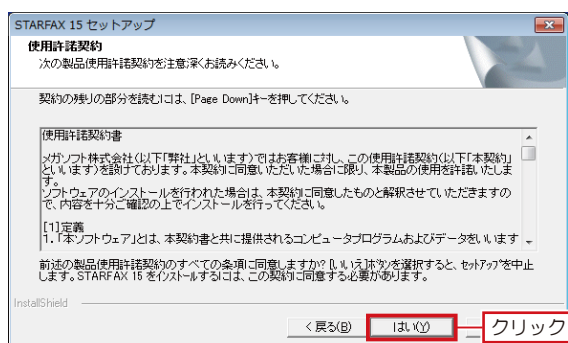 STARFAX 15 セットアップ
使用許諾契約
次の製品使用許諾契約を注意深くお読みください。
契約の残りの部分を読むには、[Page Down]キーを押してください。
使用許諾契約書
メガソフト株式会社(以下「弊社」といいます)ではお客様に対し、この使用許諾契約(以下「本契約」
といいます)を設けております。本契約に同意いただいた場合に限り、本製品の使用を許諾いたしま
す。
ソフトウェアのインストールを行われた場合は、本契約に同意したものと解釈させていただきますの
で、内容を十分ご確認の上でインストールを行ってください。
[1]定義
1.「本ソフトウェア」とは、本契約書と共に提供されるコンピュータプログラムおよびデータをいいます
前述の製品使用許諾契約のすべての条項に同意しますか? [いいえ]ボタンを選択すると、セットアップを中止
します。STARFAX 15 をインストールするには、この契約に同意する必要があります。
InstallShield
< 戻る(B)
はい(Y)
クリック